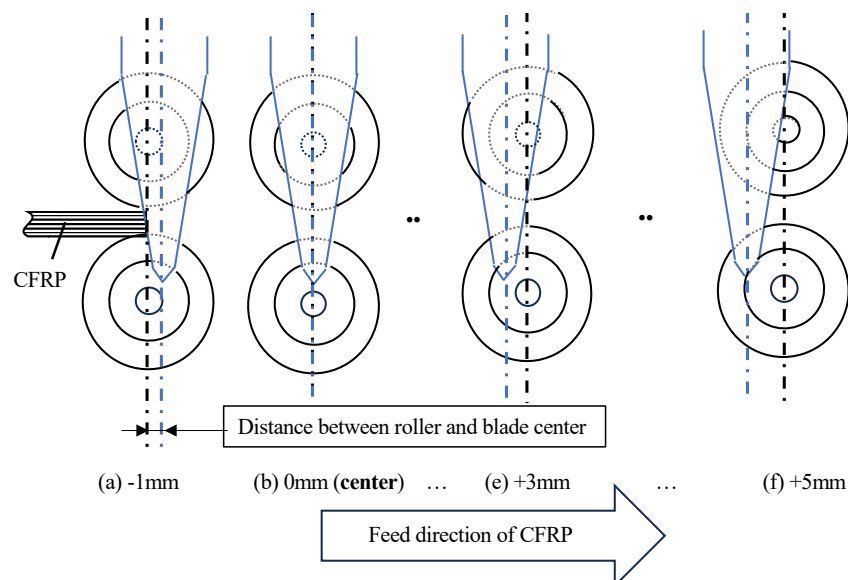 CFRP
Distance between roller and blade center
(a) -1mm (b) 0mm (center) … (e) +3mm … (f) +5mm
Feed direction of CFRP